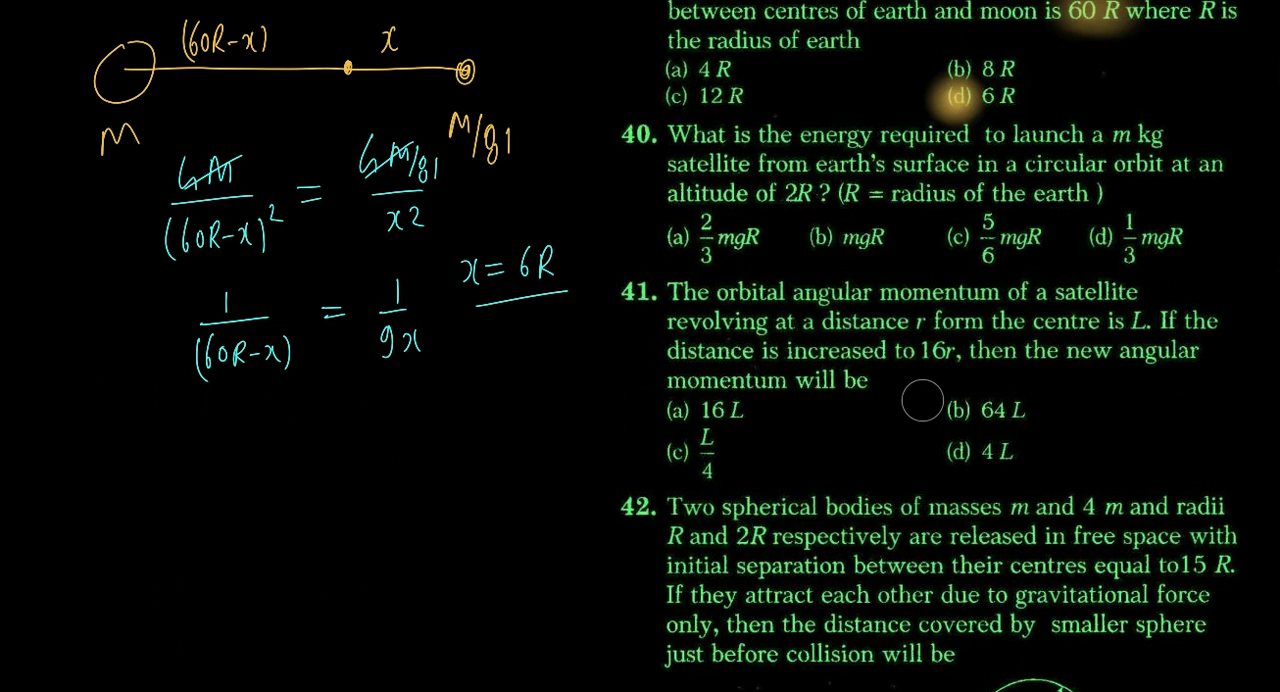 (60R-x) x
M M/81
GM/(60R-x)² = GM/81/x²
x = 6R
1/(60R-x) = 1/9x
between centres of earth and moon is 60 R where R is
the radius of earth
(a) 4 R (b) 8 R
(c) 12 R (d) 6 R
40. What is the energy required to launch a m kg
satellite from earth's surface in a circular orbit at an
altitude of 2R ? (R = radius of the earth )
(a) 2/3 mgR (b) mgR (c) 5/6 mgR (d) 1/3 mgR
41. The orbital angular momentum of a satellite
revolving at a distance r form the centre is L. If the
distance is increased to 16r, then the new angular
momentum will be
(a) 16 L (b) 64 L
(c) L/4 (d) 4 L
42. Two spherical bodies of masses m and 4 m and radii
R and 2R respectively are released in free space with
initial separation between their centres equal to15 R.
If they attract each other due to gravitational force
only, then the distance covered by smaller sphere
just before collision will be